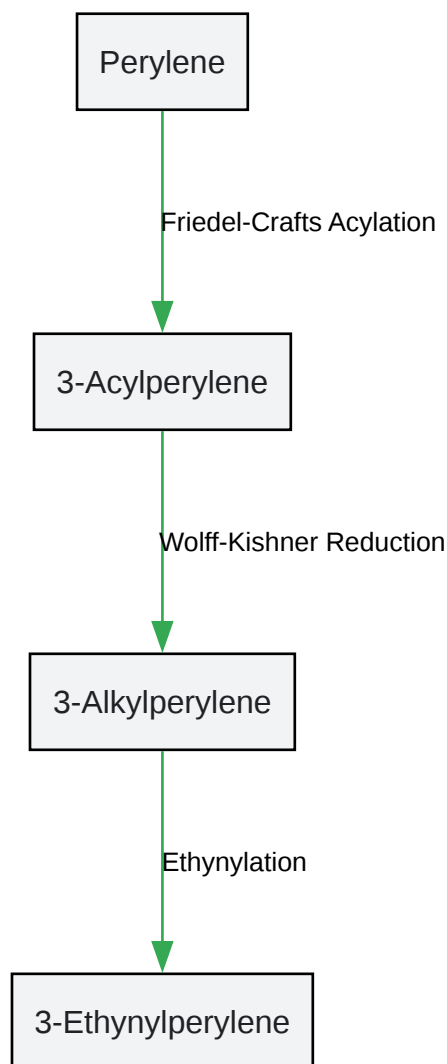 Perylene
Friedel-Crafts Acylation
3-Acylperylene
Wolff-Kishner Reduction
3-Alkylperylene
Ethynylation
3-Ethynylperylene